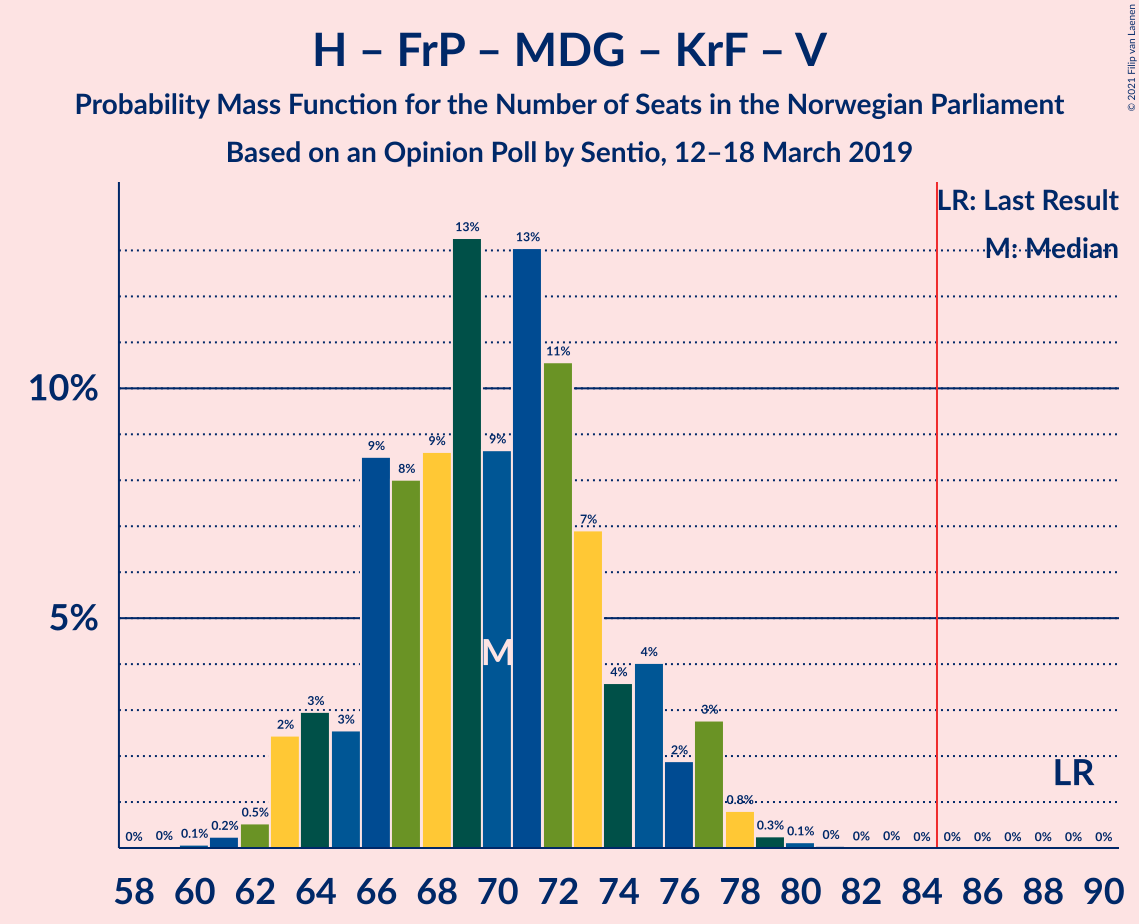 © 2021 Filip van Laenen
H – FrP – MDG – KrF – V
Probability Mass Function for the Number of Seats in the Norwegian Parliament
Based on an Opinion Poll by Sentio, 12–18 March 2019
LR: Last Result
M: Median
10%
5%
0% 0% 0.1% 0.2% 0.5% 2% 3% 3% 9% 8% 9% 13% 9% 13% 11% 7% 4% 4% 2% 3% 0.8% 0.3% 0.1% 0% 0% 0% 0% 0% 0% 0% 0% 0% 0%
M
LR
58 60 62 64 66 68 70 72 74 76 78 80 82 84 86 88 90